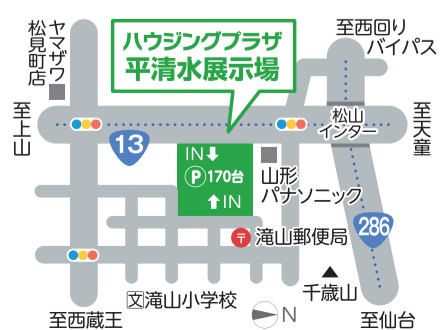 ヤマザワ
松見町店
ハウジングプラザ
平清水展示場
至西回り
バイパス
至上山
13
松山
インター
至天童
IN
P 170台
IN
山形
パナソニック
286
〒 滝山郵便局
文 滝山小学校
千歳山
至西蔵王
N
至仙台